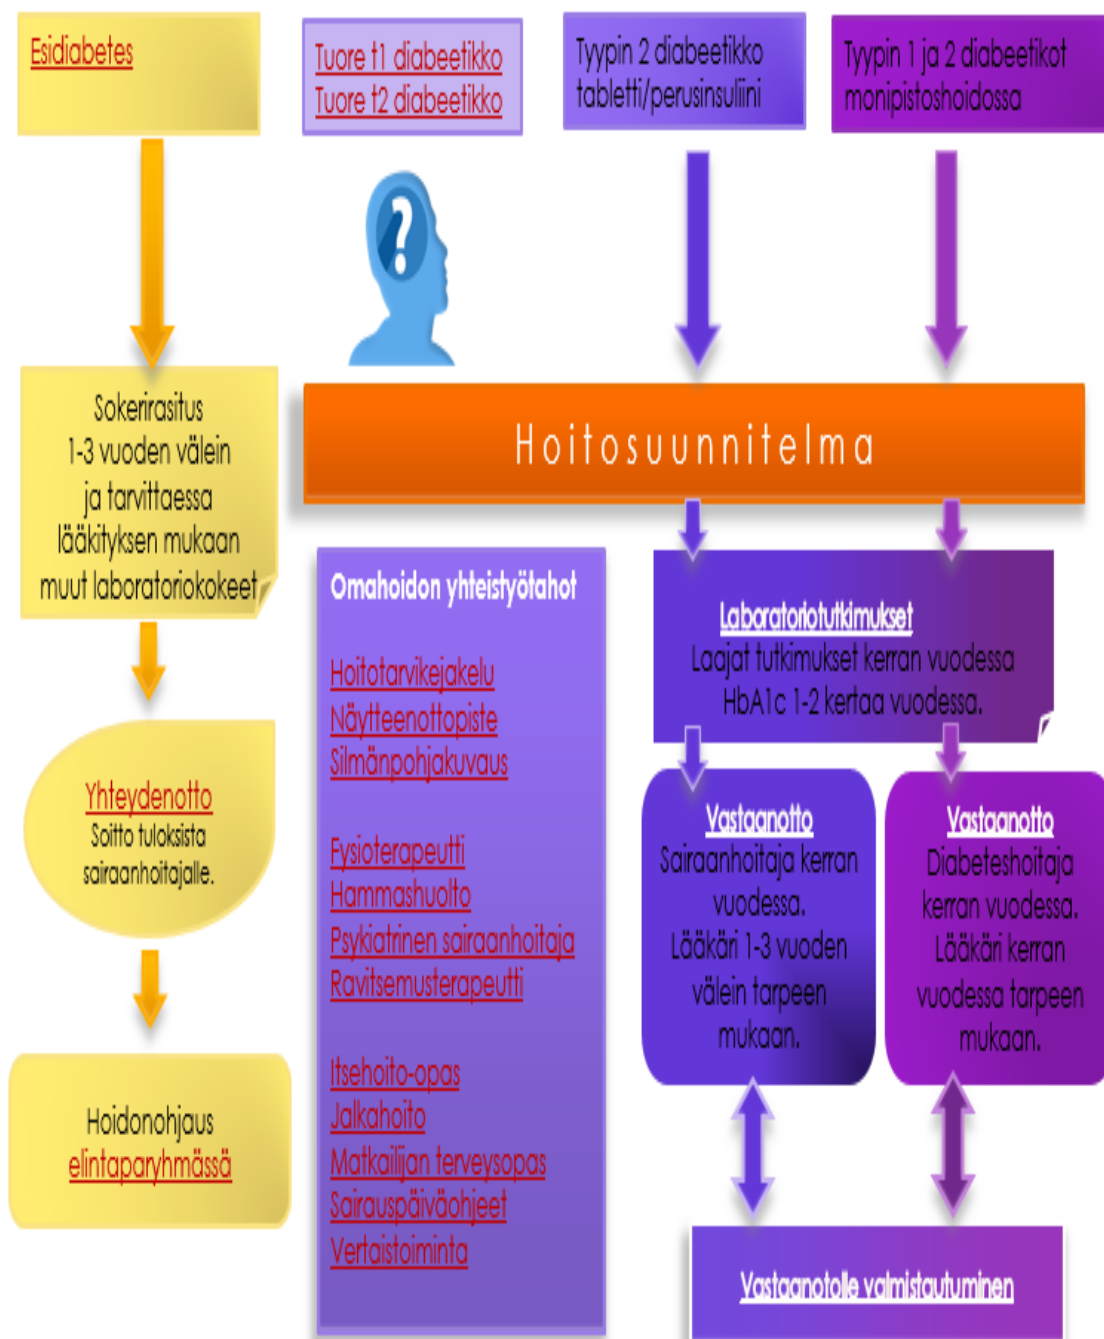 Esidiabetes
Tuore t1 diabeetikko
Tuore t2 diabeetikko
Tyypin 2 diabeetikko
tabletti/perusinsuliini
Tyypin 1 ja 2 diabeetikot
monipistoshoidossa
?
Sokerirasitus
1-3 vuoden välein
ja tarvittaessa
lääkityksen mukaan
muut laboratoriokokeet
Hoitosuunnitelma
Omahoidon yhteistyötahot
Hoitotarvikejakelu
Näytteenottopiste
Silmänpohjakuvaus
Fysioterapeutti
Hammashuolto
Psykiatrinen sairaanhoitaja
Ravitsemusterapeutti
Itsehoito-opas
Jalkahoito
Matkailijan terveysopas
Sairauspäiväohjeet
Vertaistoiminta
Laboratoriotutkimukset
Laajat tutkimukset kerran vuodessa
HbA1c 1-2 kertaa vuodessa.
Yhteydenotto
Soitto tuloksista
sairaanhoitajalle.
Vastaanotto
Sairaanhoitaja kerran
vuodessa.
Lääkäri 1-3 vuoden
välein tarpeen
mukaan.
Vastaanotto
Diabeteshoitaja
kerran vuodessa.
Lääkäri kerran
vuodessa tarpeen
mukaan.
Hoidonohjaus
elintaparyhmässä
Vastaanotolle valmistautuminen